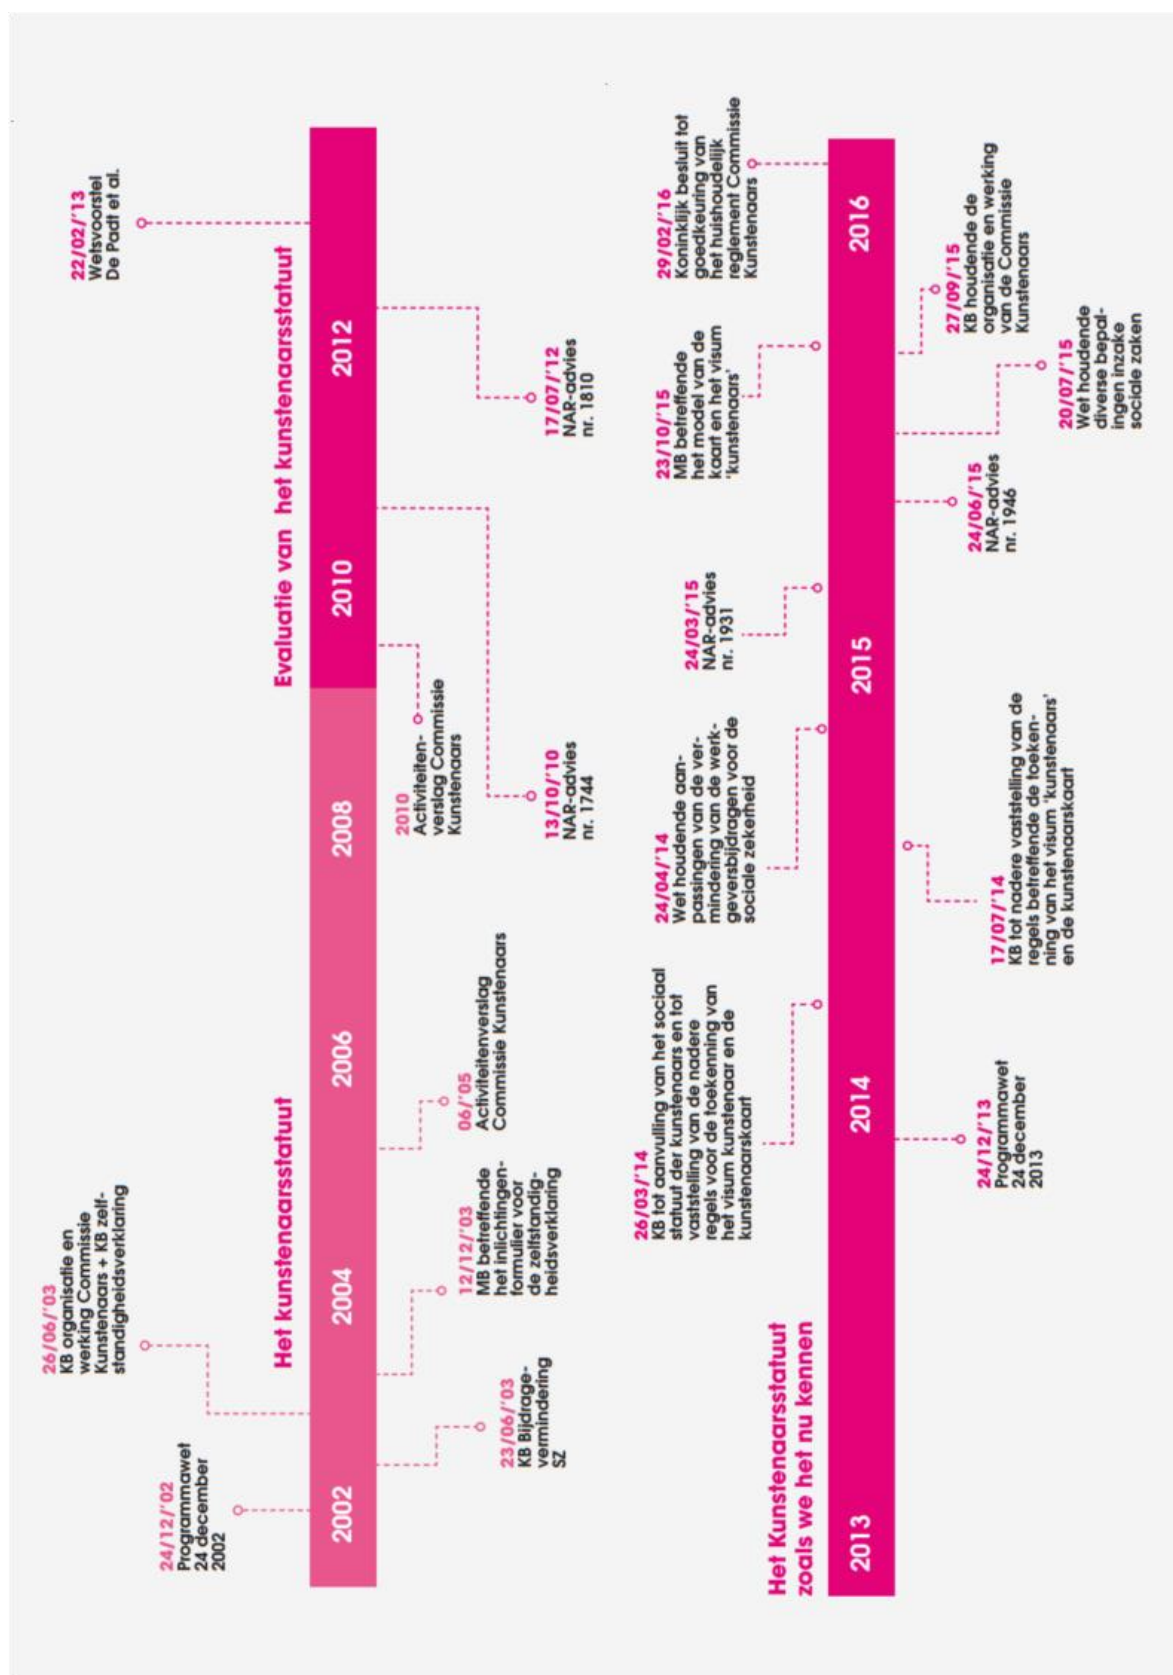 24/12/'02
Programmawet
24 december
2002
26/06/'03
KB organisatie en
werking Commissie
Kunstenaars + KB zelf-
standigheidsverklaring
22/02/'13
Wetsvoorstel
De Padt et al.
Het kunstenaarsstatuut
Evaluatie van het kunstenaarsstatuut
2002
2004
2006
2008
2010
2012
23/06/'03
KB Bijdrage-
vermindering
SZ
12/12/'03
MB betreffende
het inlichtingen-
formulier voor
de zelfstandig-
heidsverklaring
06/'05
Activiteitenverslag
Commissie Kunstenaars
2010
Activiteiten-
verslag Commissie
Kunstenaars
13/10/'10
NAR-advies
nr. 1744
17/07/'12
NAR-advies
nr. 1810
26/03/'14
KB tot aanvulling van het sociaal
statuut der kunstenaars en tot
vaststelling van de nadere
regels voor de toekenning van
het visum kunstenaar en de
kunstenaarskaart
24/04/'14
Wet houdende aan-
passingen van de ver-
mindering van de werk-
geversbijdragen voor de
sociale zekerheid
24/03/'15
NAR-advies
nr. 1931
23/10/'15
MB betreffende
het model van de
kaart en het visum
'kunstenaars'
29/02/'16
Koninklijk besluit tot
goedkeuring van
het huishoudelijk
reglement Commissie
Kunstenaars
Het Kunstenaarsstatuut
zoals we het nu kennen
2013
2014
2015
2016
24/12/'13
Programmawet
24 december
2013
17/07/'14
KB tot nadere vaststelling van de
regels betreffende de toeken-
ning van het visum 'kunstenaars'
en de kunstenaarskaart
24/06/'15
NAR-advies
nr. 1946
20/07/'15
Wet houdende
diverse bepal-
ingen inzake
sociale zaken
27/09/'15
KB houdende de
organisatie en werking
van de Commissie
Kunstenaars